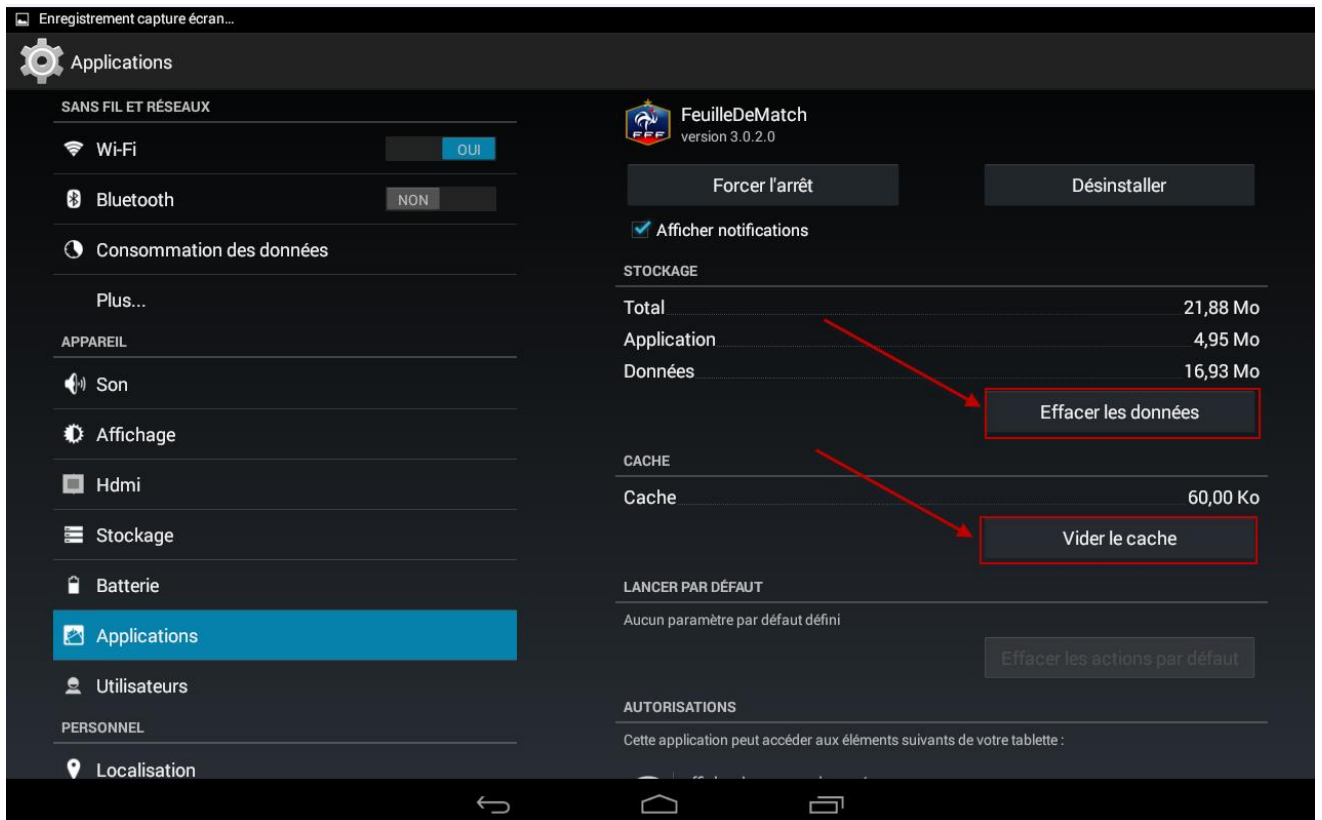 Enregistrement capture écran...
Applications
SANS FIL ET RÉSEAUX
Wi-Fi
OUI
Bluetooth
NON
Consommation des données
Plus...
APPAREIL
Son
Affichage
Hdmi
Stockage
Batterie
Applications
Utilisateurs
PERSONNEL
Localisation
FFF
FeuilleDeMatch
version 3.0.2.0
Forcer l'arrêt
Désinstaller
Afficher notifications
STOCKAGE
Total 21,88 Mo
Application 4,95 Mo
Données 16,93 Mo
Effacer les données
CACHE
Cache 60,00 Ko
Vider le cache
LANCER PAR DÉFAUT
Aucun paramètre par défaut défini
Effacer les actions par défaut
AUTORISATIONS
Cette application peut accéder aux éléments suivants de votre tablette :